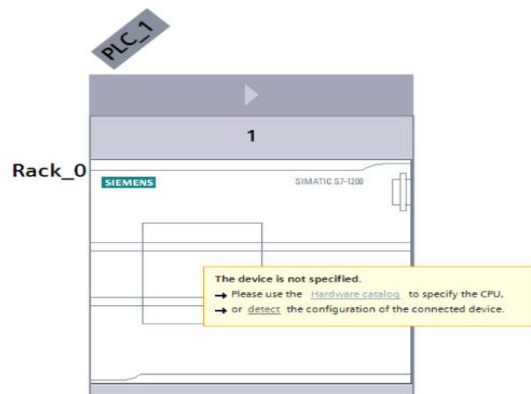 PLC_1
1
Rack_0
SIEMENS SIMATIC S7-1200
The device is not specified.
→ Please use the Hardware catalog to specify the CPU,
→ or detect the configuration of the connected device.